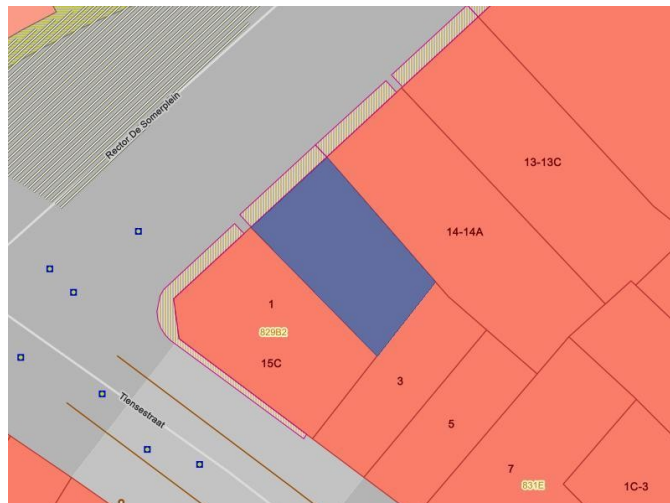 Rector De Somerplein
13-13C
14-14A
1
829B2
15C
3
Tiensestraat
5
7
831E
1C-3